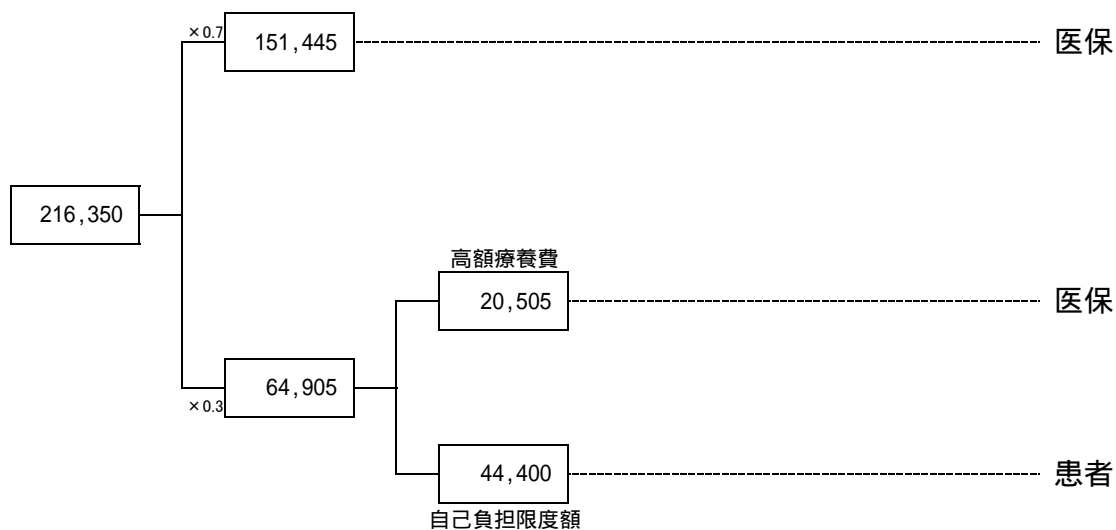 ×0.7
151,445
医保
216,350
高額療養費
20,505
医保
64,905
×0.3
44,400
患者
自己負担限度額